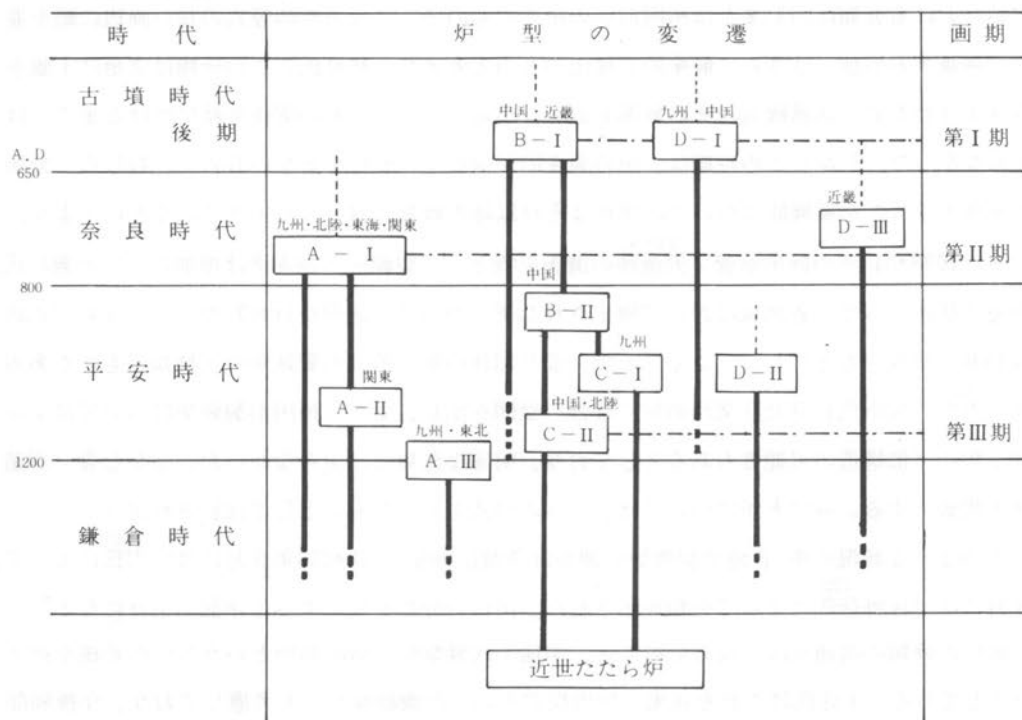 時代 炉型の変遷 画期
古墳時代
後期
中国・近畿 九州・中国
B-I D-I 第I期
A.D
650
近畿
奈良時代 D-III
九州・北陸・東海・関東
A-I 第II期
中国
800
B-II
九州
平安時代 C-I D-II
関東
A-II
中国・北陸
九州・東北 C-II 第III期
1200 A-III
鎌倉時代
近世たたら炉